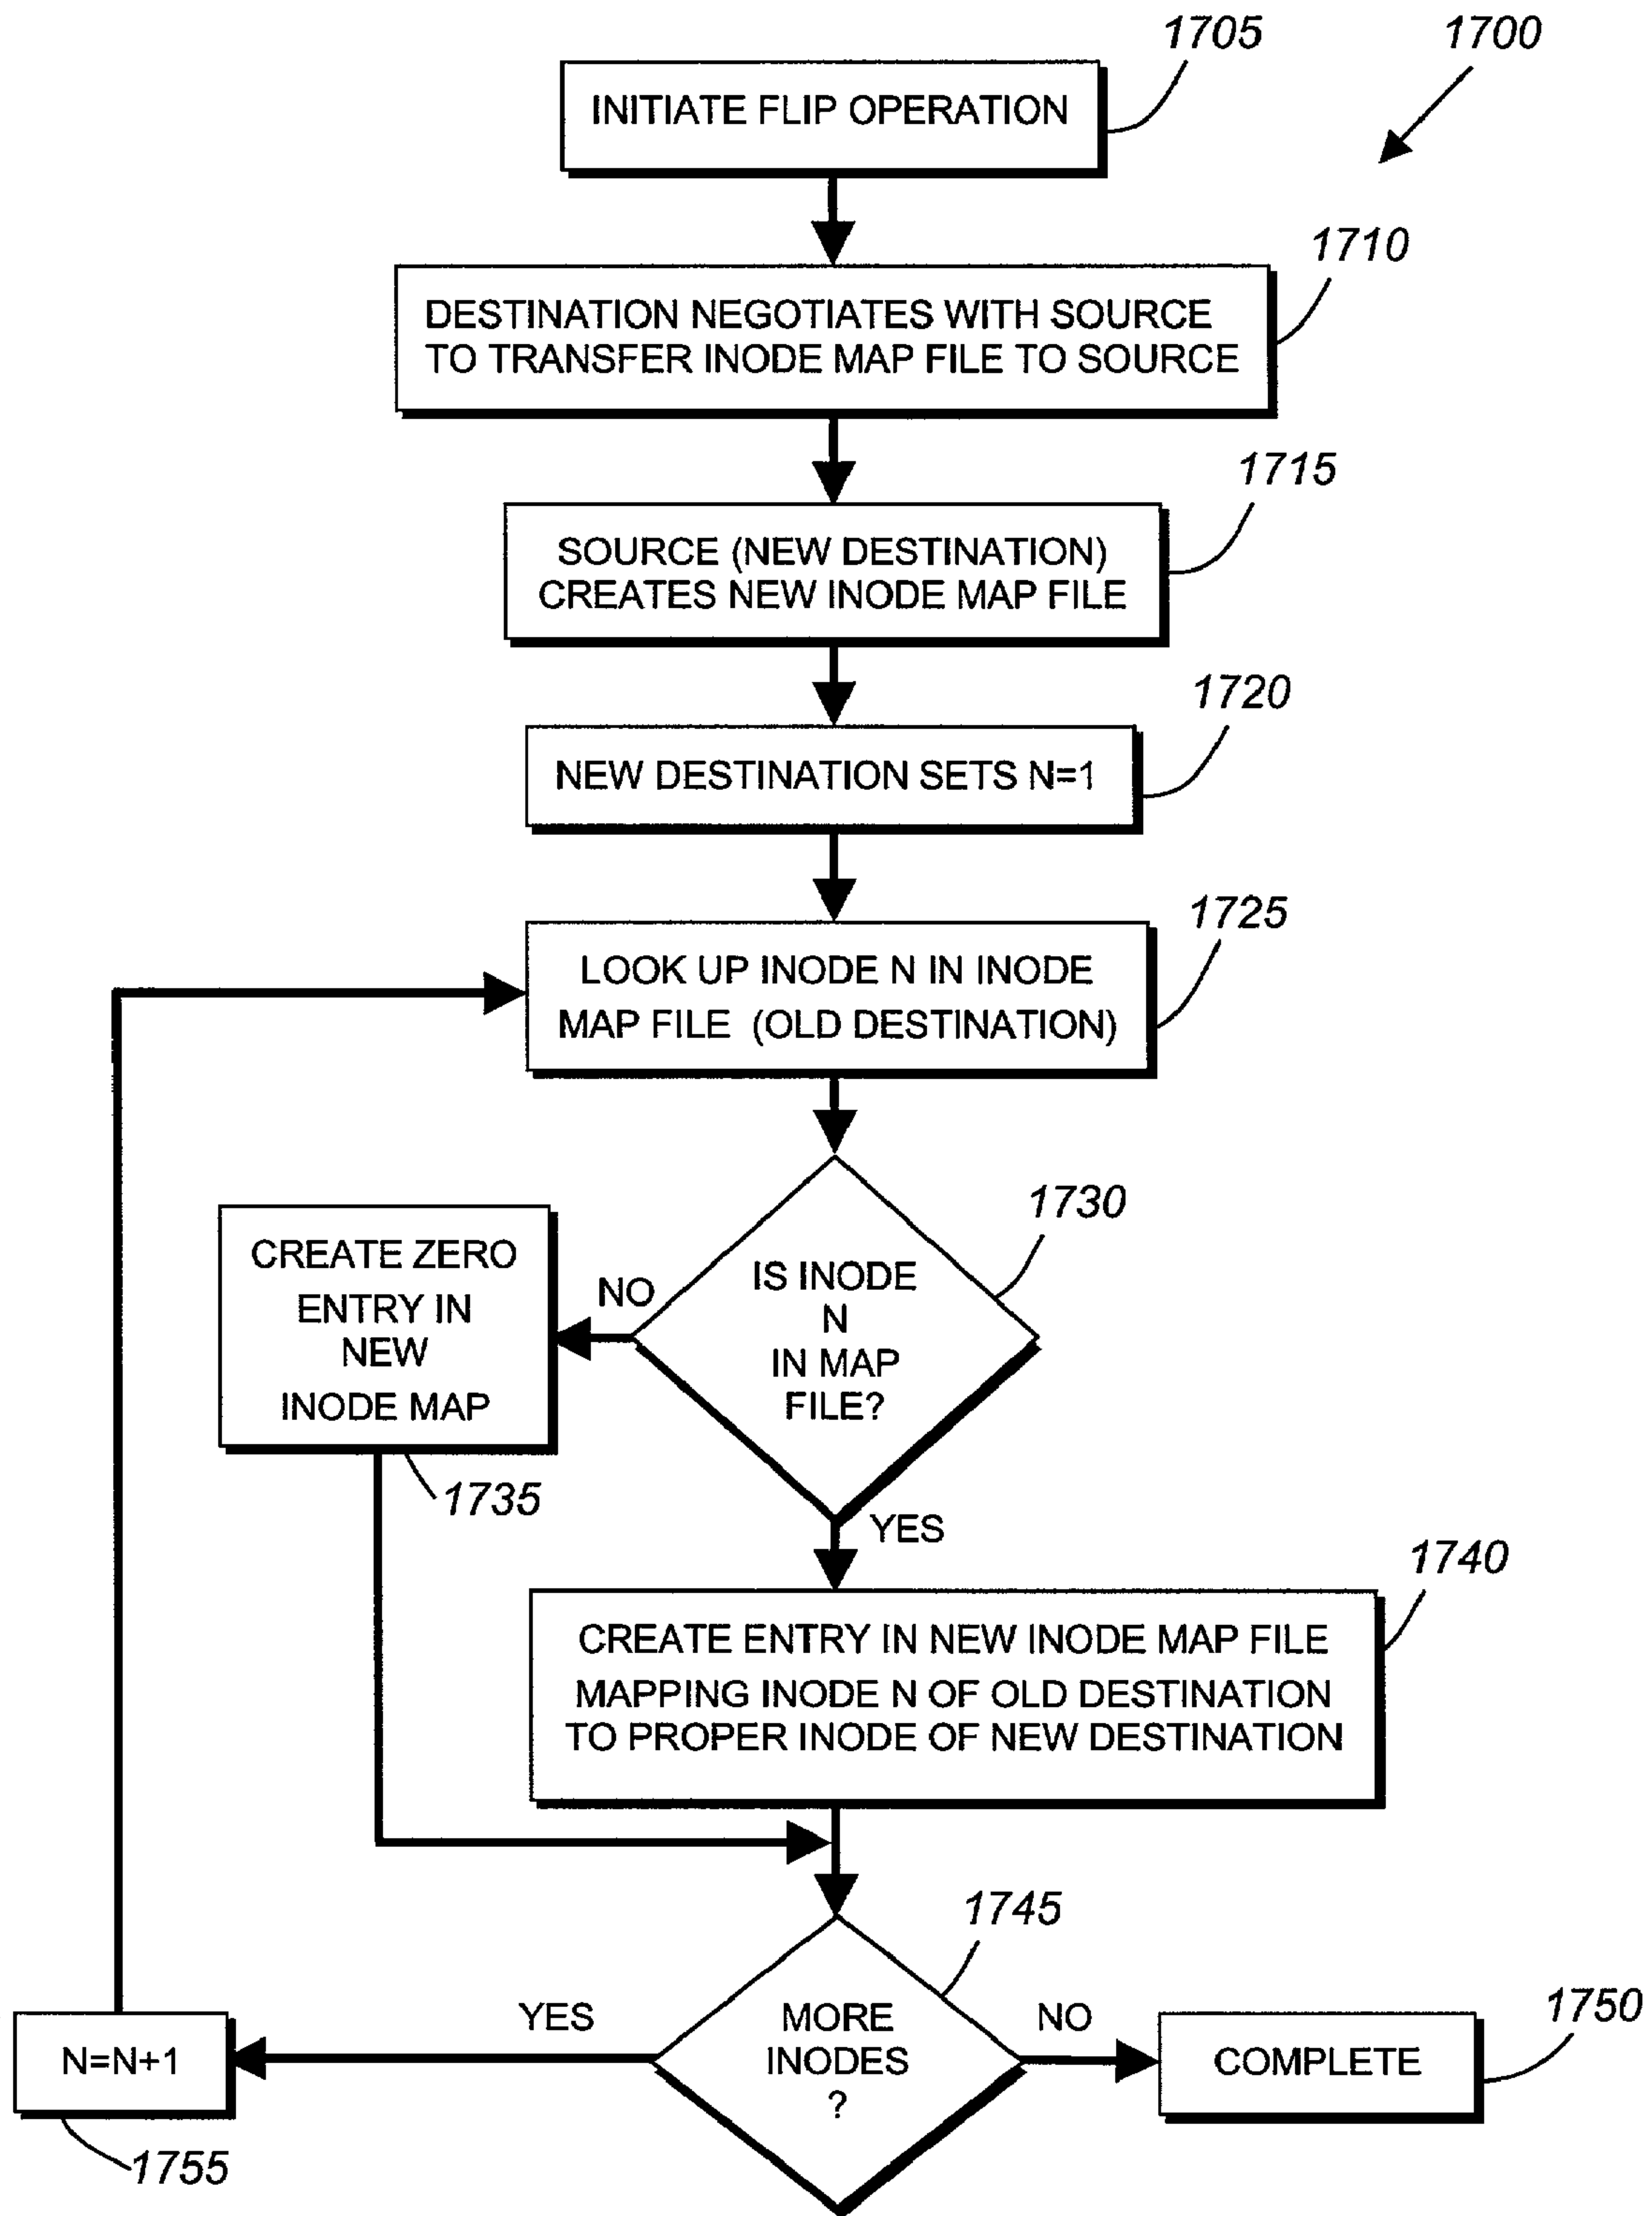 1705
1700
INITIATE FLIP OPERATION
1710
DESTINATION NEGOTIATES WITH SOURCE
TO TRANSFER INODE MAP FILE TO SOURCE
1715
SOURCE (NEW DESTINATION)
CREATES NEW INODE MAP FILE
1720
NEW DESTINATION SETS N=1
1725
LOOK UP INODE N IN INODE
MAP FILE (OLD DESTINATION)
1730
IS INODE
N
IN MAP
FILE?
NO
CREATE ZERO
ENTRY IN
NEW
INODE MAP
1735
YES
1740
CREATE ENTRY IN NEW INODE MAP FILE
MAPPING INODE N OF OLD DESTINATION
TO PROPER INODE OF NEW DESTINATION
1745
MORE
INODES
?
YES
NO
1750
COMPLETE
N=N+1
1755